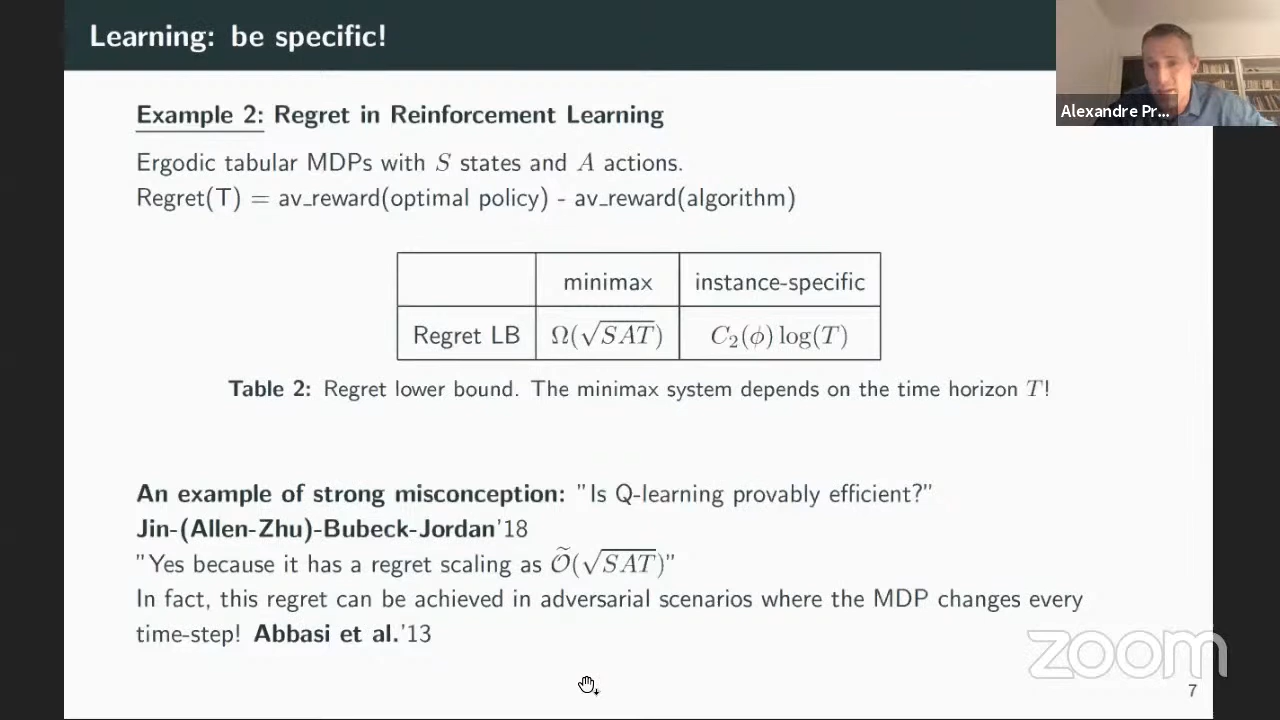 Learning: be specific!
Alexandre Pr...
Example 2: Regret in Reinforcement Learning
Ergodic tabular MDPs with S states and A actions.
Regret(T) = av_reward(optimal policy) - av_reward(algorithm)
minimax instance-specific
Regret LB Ω(√SAT) C₂(ϕ) log(T)
Table 2: Regret lower bound. The minimax system depends on the time horizon T!
An example of strong misconception: "Is Q-learning provably efficient?"
Jin-(Allen-Zhu)-Bubeck-Jordan'18
"Yes because it has a regret scaling as Õ(√SAT)"
In fact, this regret can be achieved in adversarial scenarios where the MDP changes every
time-step! Abbasi et al.'13
zoom
7